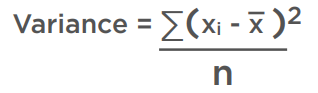 Variance = ∑(xᵢ - x̅ )²
n